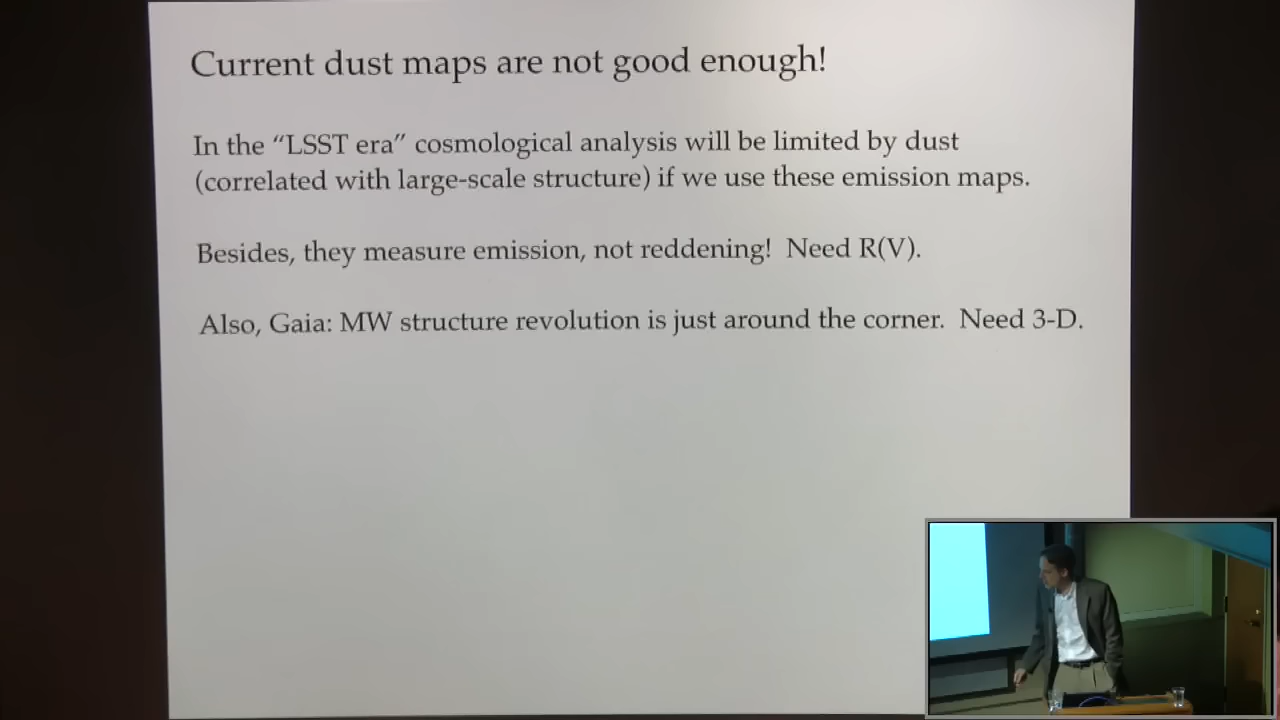 Current dust maps are not good enough!
In the “LSST era” cosmological analysis will be limited by dust
(correlated with large-scale structure) if we use these emission maps.
Besides, they measure emission, not reddening! Need R(V).
Also, Gaia: MW structure revolution is just around the corner. Need 3-D.